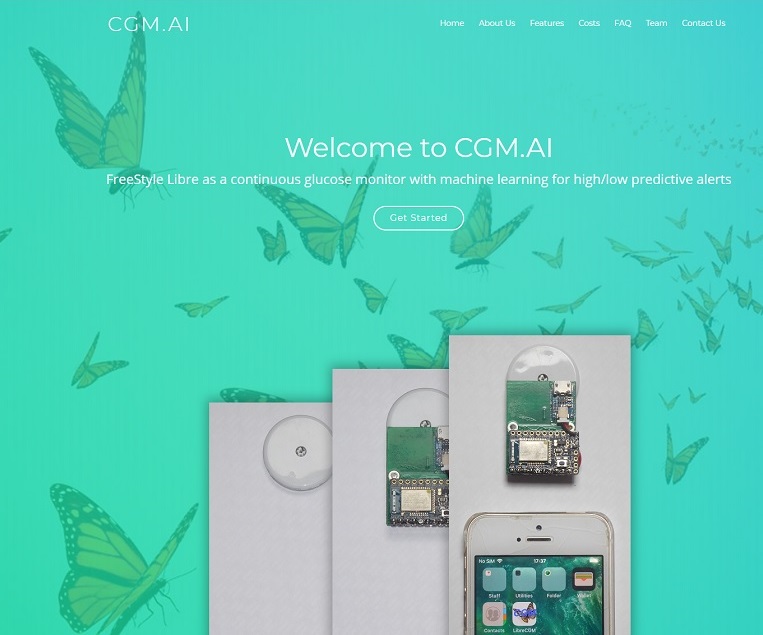 CGM.AI
Home About Us Features Costs FAQ Team Contact Us
Welcome to CGM.AI
FreeStyle Libre as a continuous glucose monitor with machine learning for high/low predictive alerts
Get Started
No SIM 17:37
Staff Utilities Folder Wallet
Contacts LibreCGM